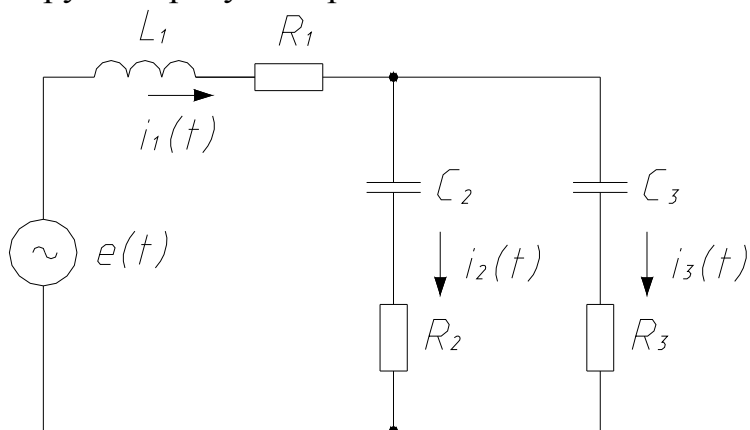 L₁ R₁
i₁(t)
C₂ C₃
e(t) i₂(t) i₃(t)
R₂ R₃